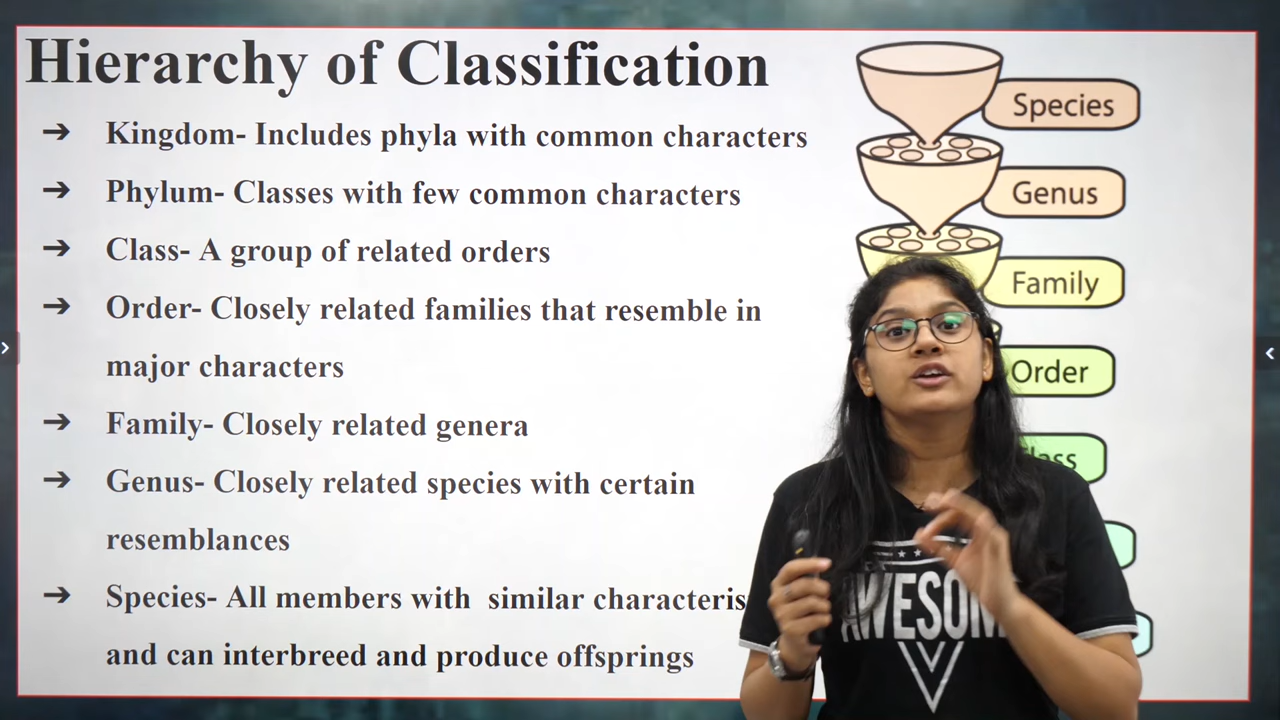 Hierarchy of Classification
➔ Kingdom- Includes phyla with common characters
➔ Phylum- Classes with few common characters
➔ Class- A group of related orders
➔ Order- Closely related families that resemble in
major characters
➔ Family- Closely related genera
➔ Genus- Closely related species with certain
resemblances
➔ Species- All members with similar
and can interbreed and produce offsprings
Species
Genus
Family
Order